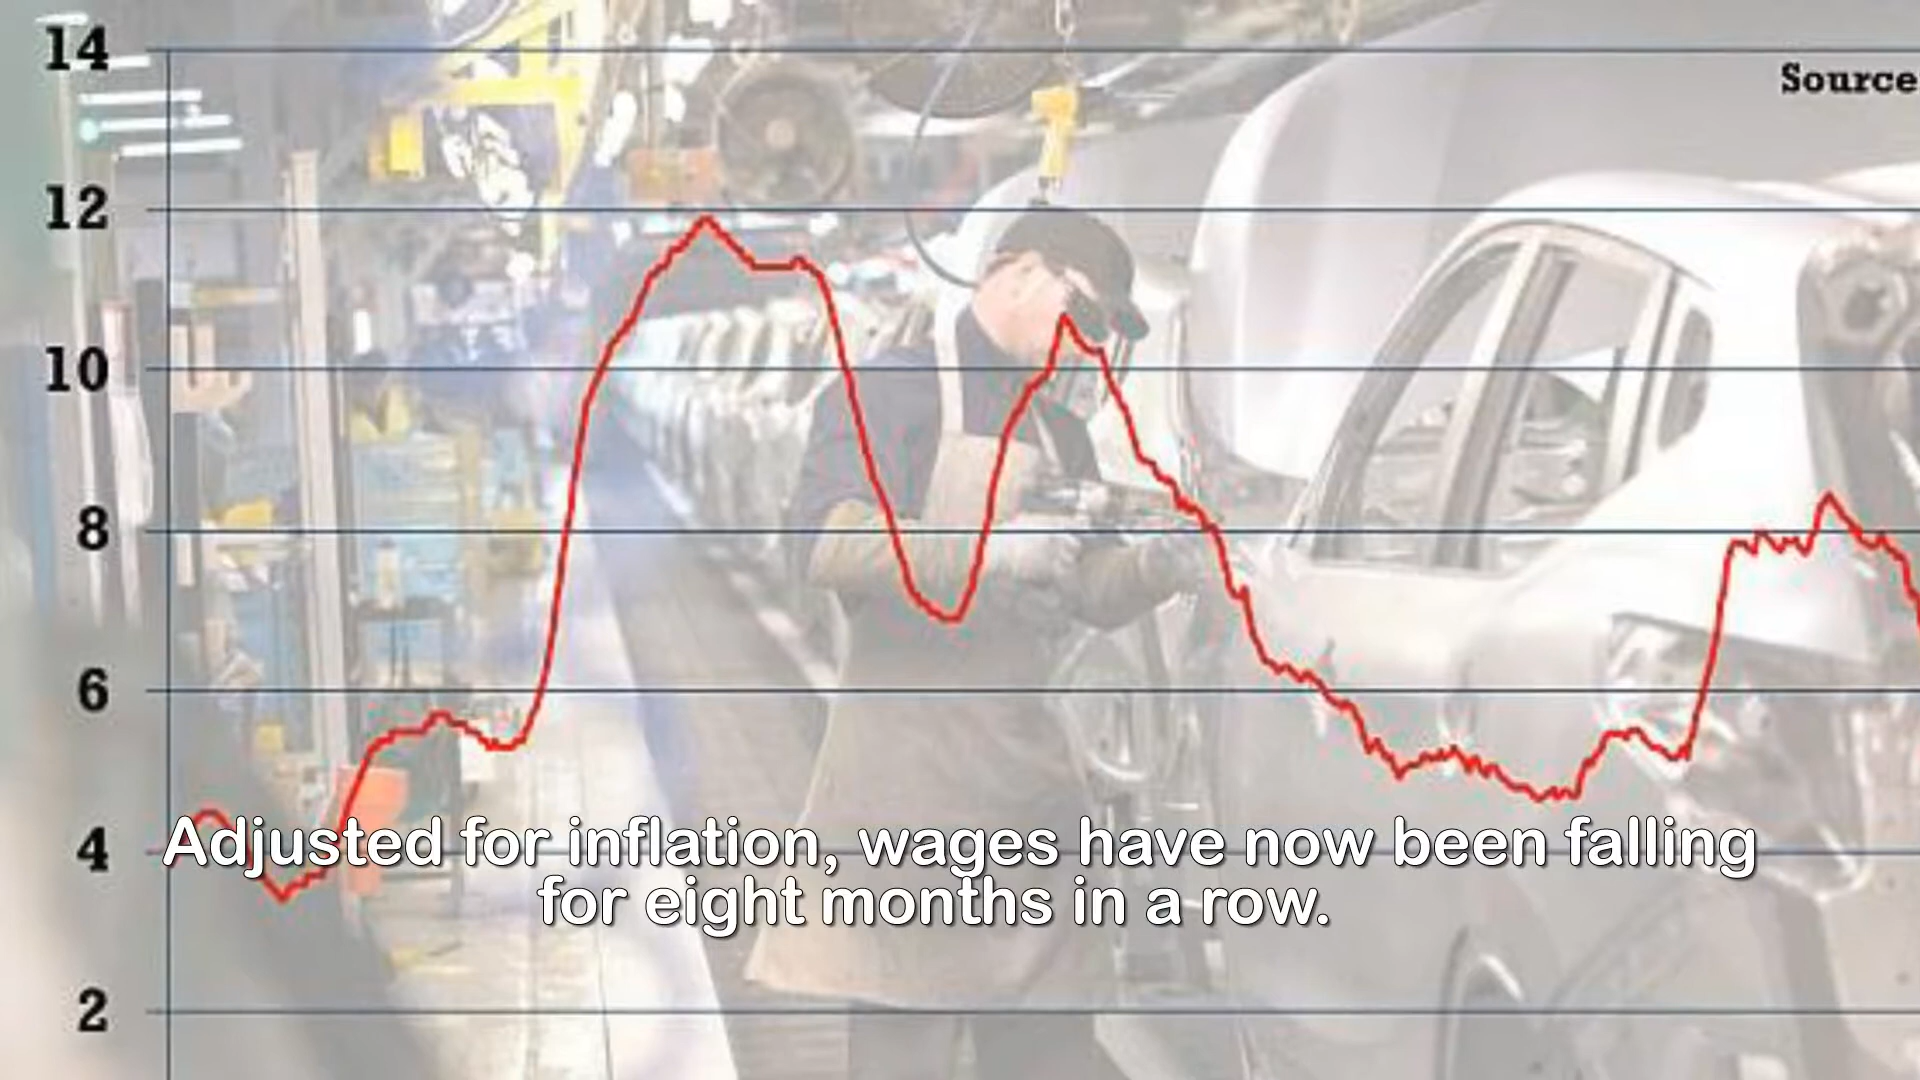 14
Source
12
10
8
6
4
2
Adjusted for inflation, wages have now been falling
for eight months in a row.